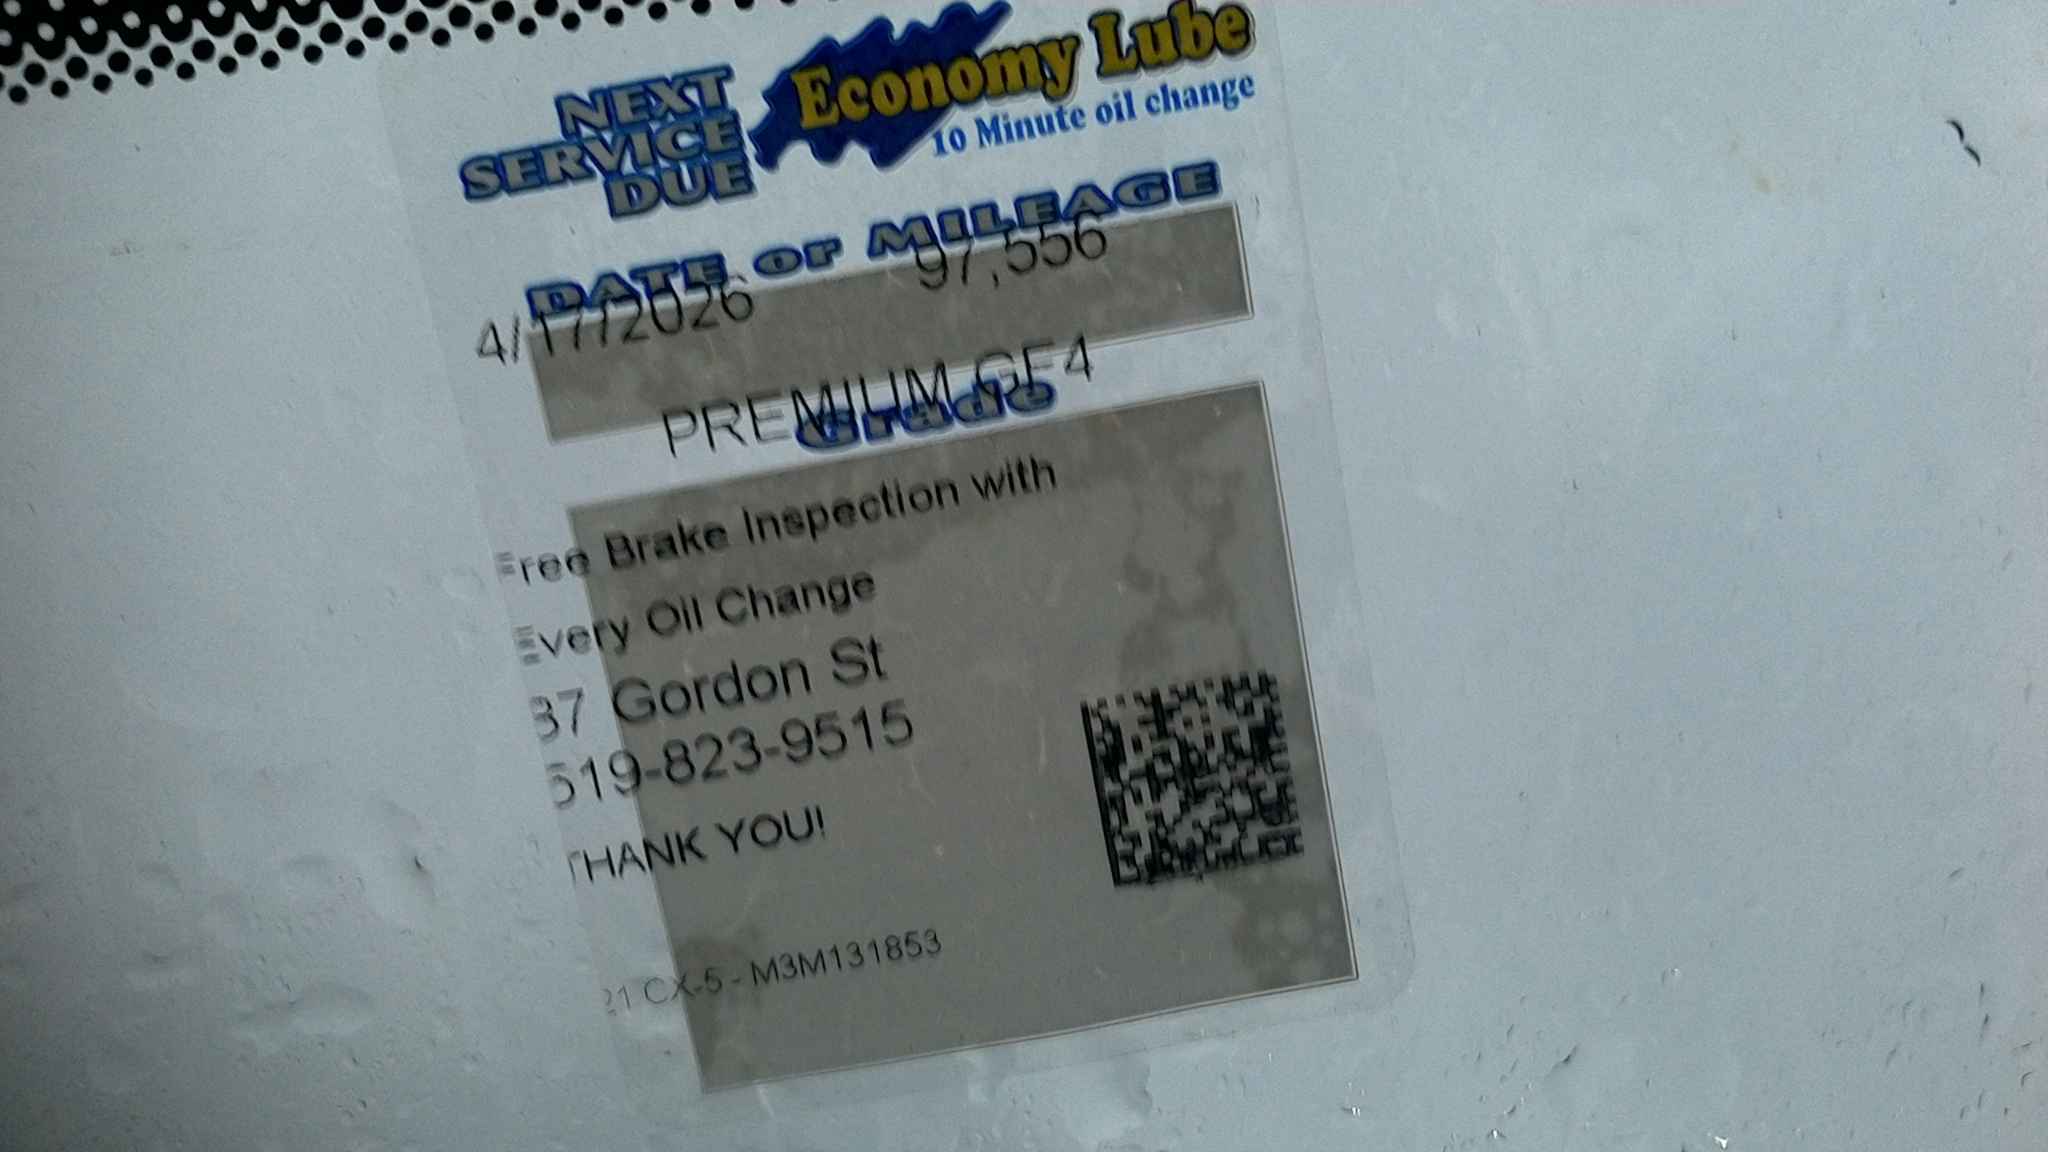 NEXT
SERVICE
DUE
Economy Lube
10 Minute oil change
DATE or MILEAGE
4/17/2026 97,556
PREMIUM GF4
Grade
Free Brake Inspection with
Every Oil Change
37 Gordon St
519-823-9515
THANK YOU!
21 CX-5 - M3M131853